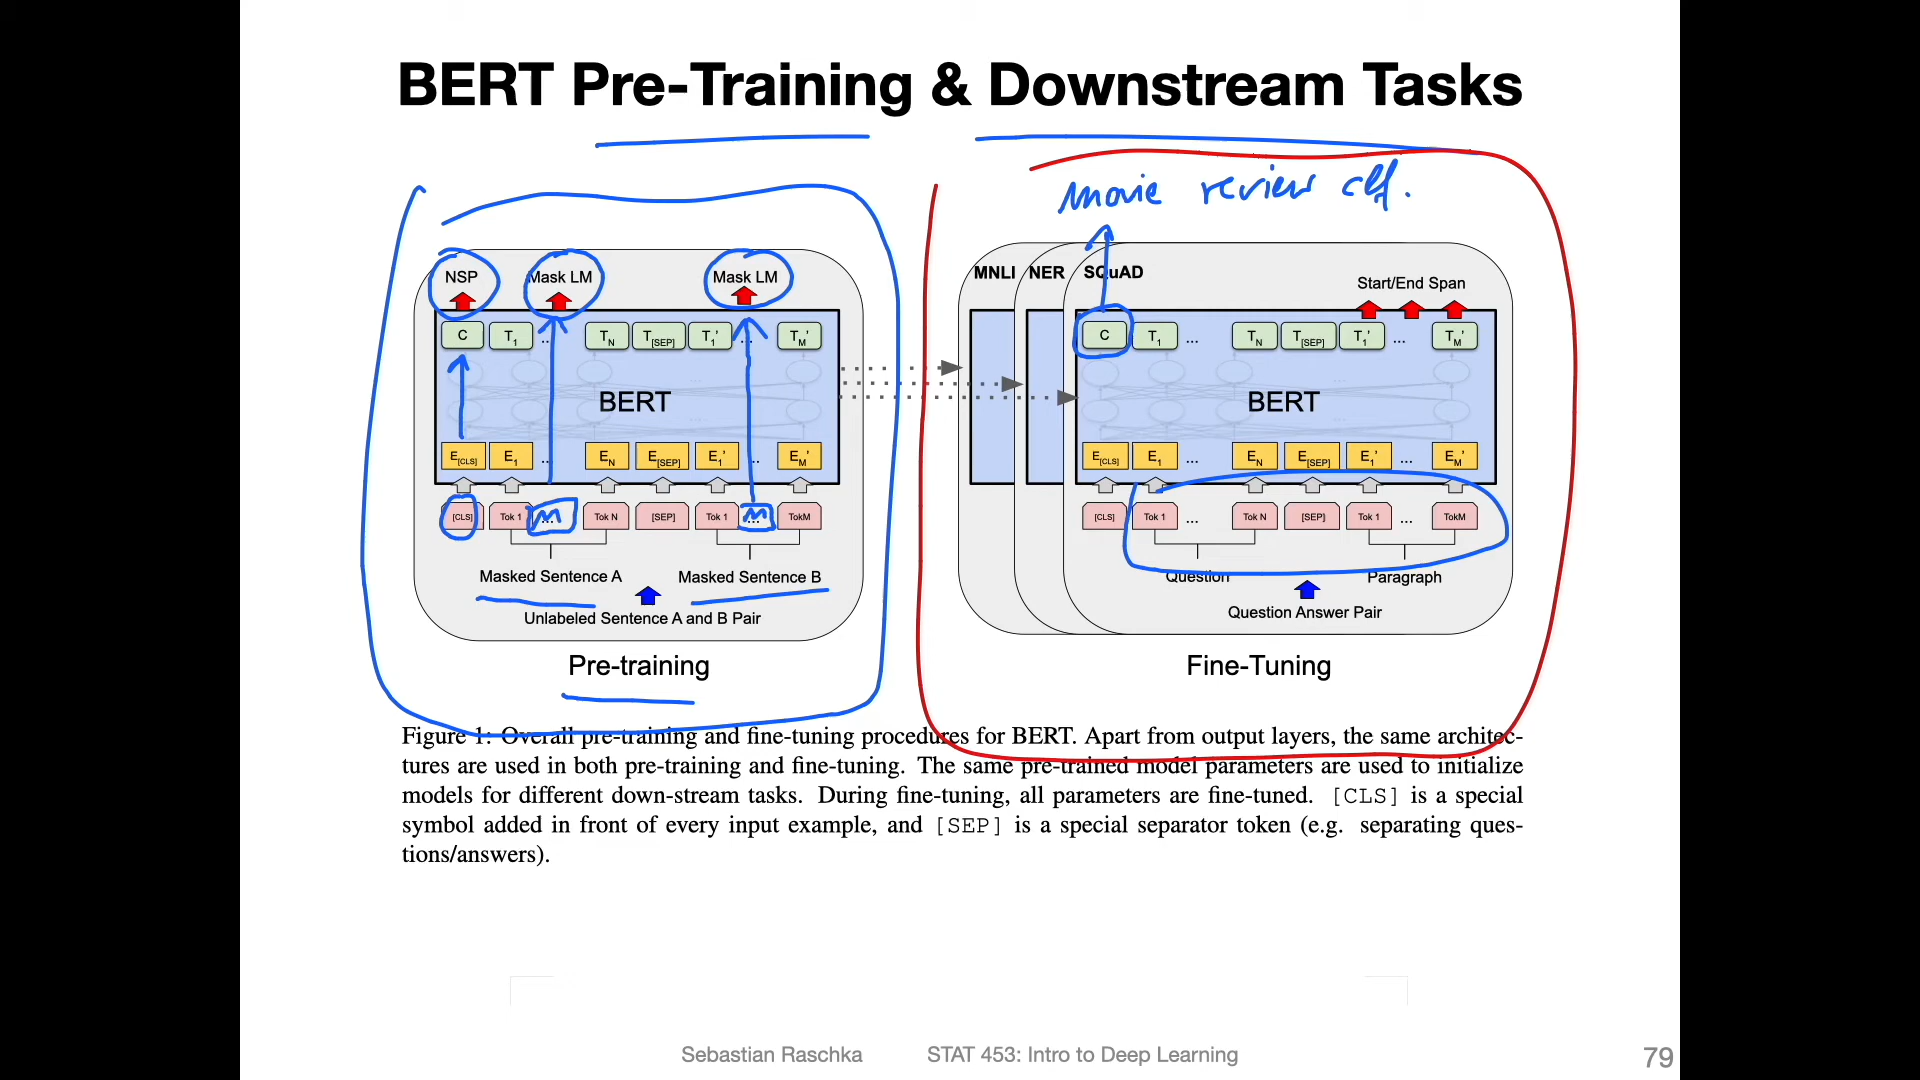 BERT Pre-Training & Downstream Tasks
movie review clf.
NSP Mask LM Mask LM
C T1 ... TN T[SEP] T1' ... TM'
BERT
E[CLS] E1 ... EN E[SEP] E1' ... EM'
[CLS] Tok 1 M Tok N [SEP] Tok 1 M TokM
Masked Sentence A Masked Sentence B
Unlabeled Sentence A and B Pair
Pre-training
MNLI NER SQuAD Start/End Span
C T1 ... TN T[SEP] T1' ... TM'
BERT
E[CLS] E1 ... EN E[SEP] E1' ... EM'
[CLS] Tok 1 ... Tok N [SEP] Tok 1 ... TokM
Question Paragraph
Question Answer Pair
Fine-Tuning
Figure 1: Overall pre-training and fine-tuning procedures for BERT. Apart from output layers, the same architec-
tures are used in both pre-training and fine-tuning. The same pre-trained model parameters are used to initialize
models for different down-stream tasks. During fine-tuning, all parameters are fine-tuned. [CLS] is a special
symbol added in front of every input example, and [SEP] is a special separator token (e.g. separating ques-
tions/answers).
Sebastian Raschka STAT 453: Intro to Deep Learning 79